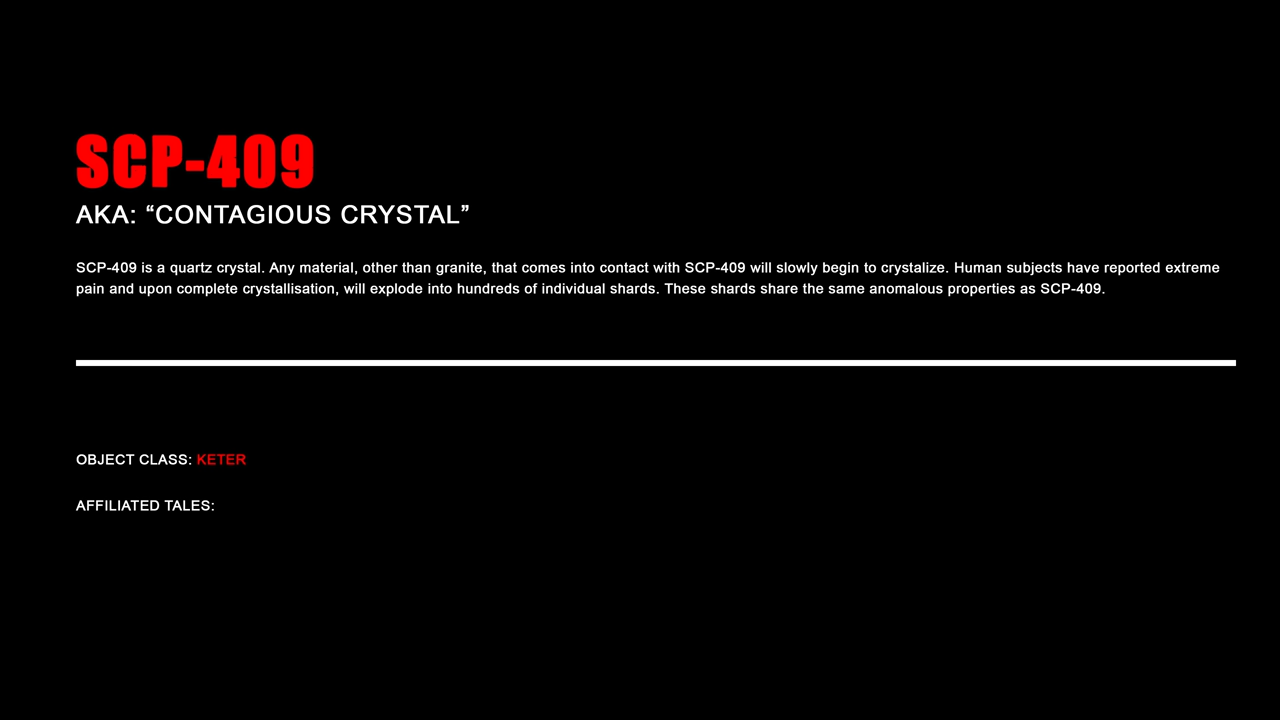 SCP-409
AKA: “CONTAGIOUS CRYSTAL”
SCP-409 is a quartz crystal. Any material, other than granite, that comes into contact with SCP-409 will slowly begin to crystalize. Human subjects have reported extreme
pain and upon complete crystallisation, will explode into hundreds of individual shards. These shards share the same anomalous properties as SCP-409.
OBJECT CLASS: KETER
AFFILIATED TALES: